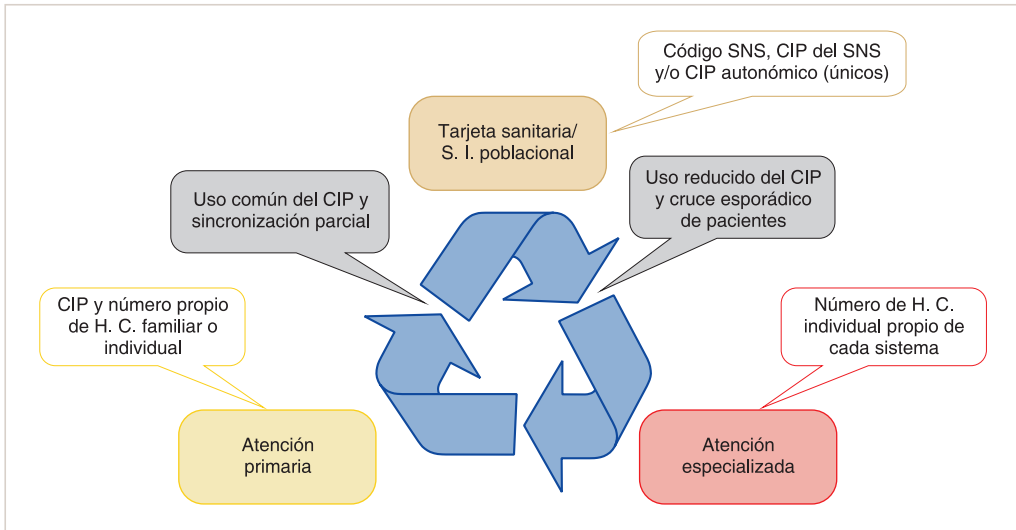 Código SNS, CIP del SNS
y/o CIP autonómico (únicos)
Tarjeta sanitaria/
S. I. poblacional
Uso común del CIP y
sincronización parcial
Uso reducido del CIP
y cruce esporádico
de pacientes
CIP y número propio
de H. C. familiar o
individual
Número de H. C.
individual propio de
cada sistema
Atención
primaria
Atención
especializada